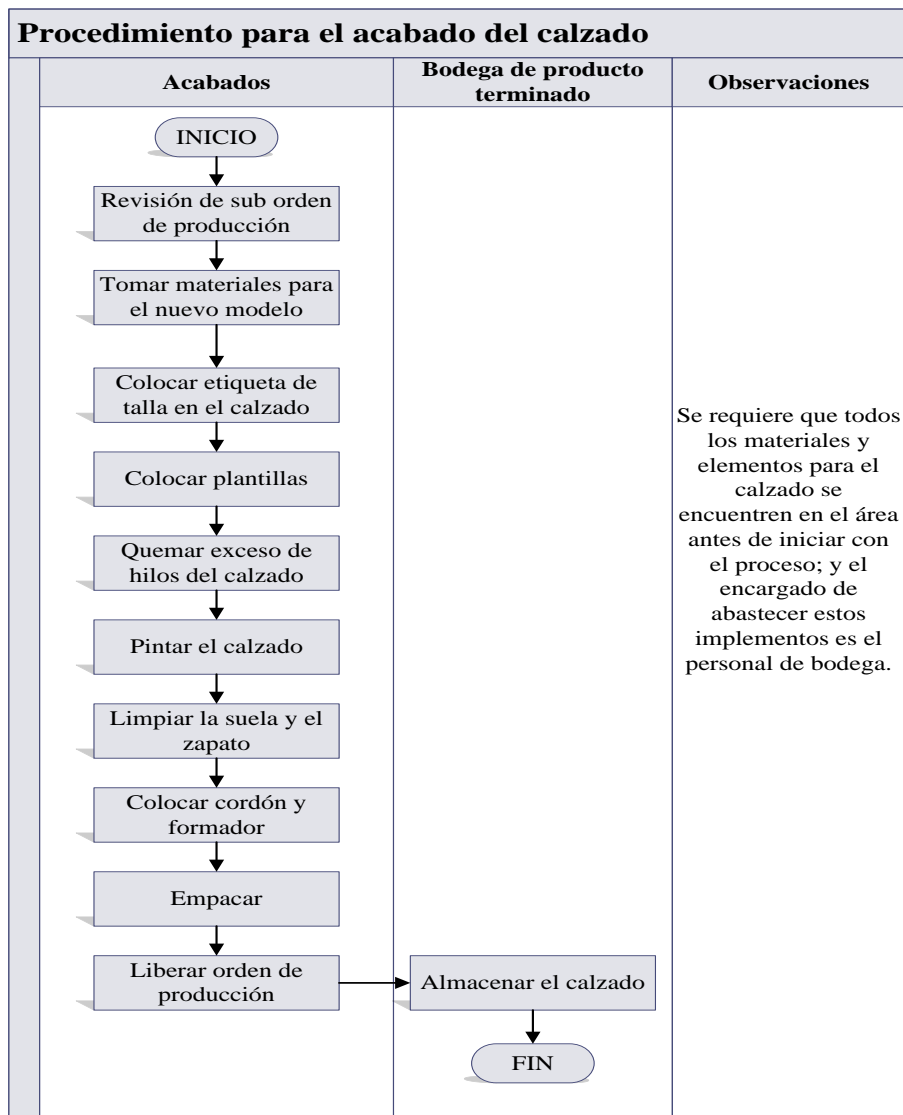 Procedimiento para el acabado del calzado
Acabados
Bodega de producto
terminado
Observaciones
INICIO
Revisión de sub orden
de producción
Tomar materiales para
el nuevo modelo
Colocar etiqueta de
talla en el calzado
Colocar plantillas
Quemar exceso de
hilos del calzado
Pintar el calzado
Limpiar la suela y el
zapato
Colocar cordón y
formador
Empacar
Liberar orden de
producción
Almacenar el calzado
FIN
Se requiere que todos
los materiales y
elementos para el
calzado se
encuentren en el área
antes de iniciar con
el proceso; y el
encargado de
abastecer estos
implementos es el
personal de bodega.